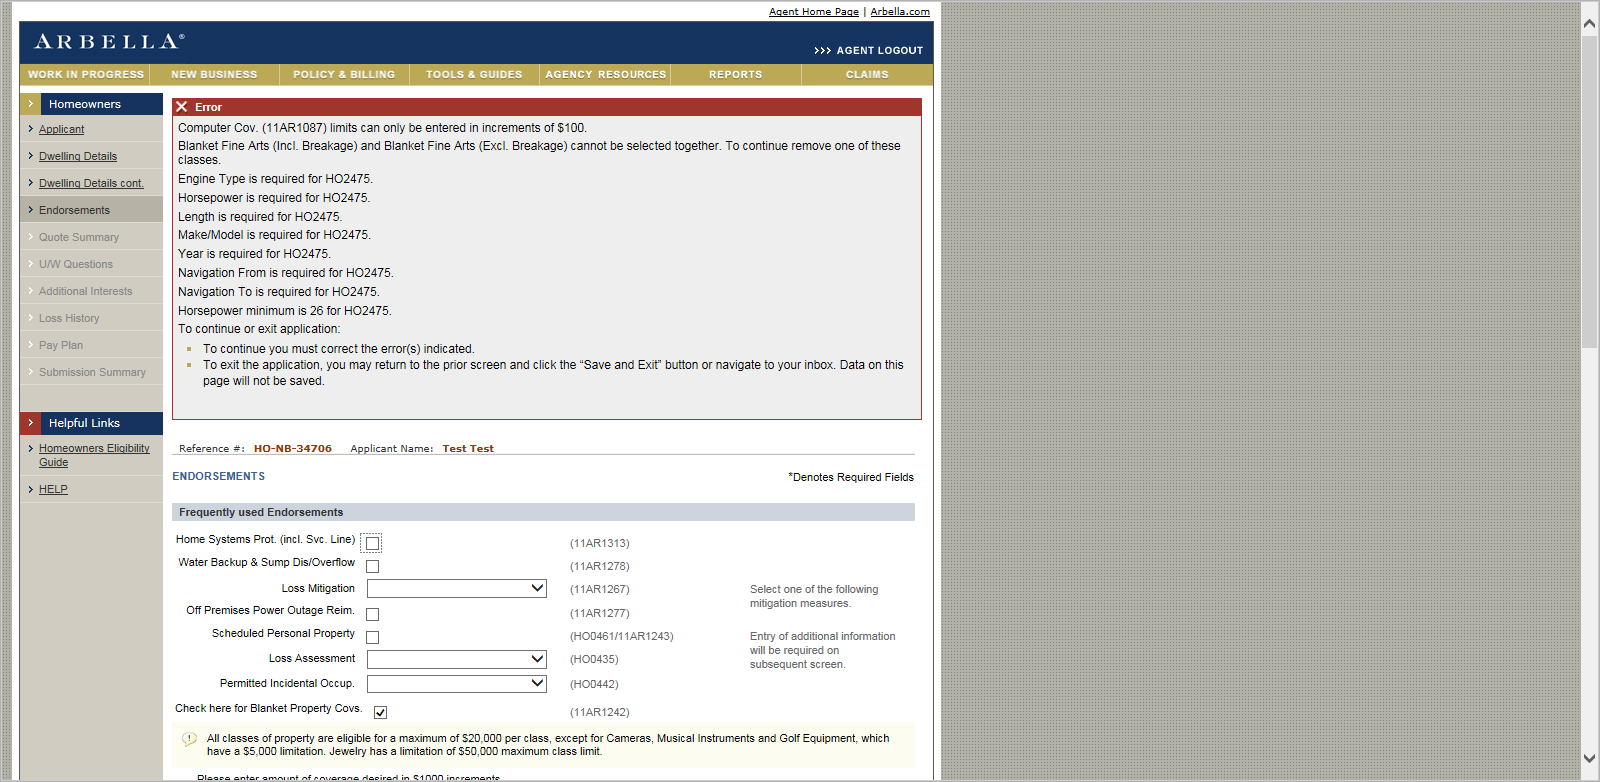 Agent Home Page | Arbella.com
ARBELLA®
>>> AGENT LOGOUT
WORK IN PROGRESS NEW BUSINESS POLICY & BILLING TOOLS & GUIDES AGENCY RESOURCES REPORTS CLAIMS
Homeowners
Applicant
Dwelling Details
Dwelling Details cont.
Endorsements
Quote Summary
U/W Questions
Additional Interests
Loss History
Pay Plan
Submission Summary
Helpful Links
Homeowners Eligibility
Guide
HELP
Error
Computer Cov. (11AR1087) limits can only be entered in increments of $100.
Blanket Fine Arts (Incl. Breakage) and Blanket Fine Arts (Excl. Breakage) cannot be selected together. To continue remove one of these
classes.
Engine Type is required for HO2475.
Horsepower is required for HO2475.
Length is required for HO2475.
Make/Model is required for HO2475.
Year is required for HO2475.
Navigation From is required for HO2475.
Navigation To is required for HO2475.
Horsepower minimum is 26 for HO2475.
To continue or exit application:
To continue you must correct the error(s) indicated.
To exit the application, you may return to the prior screen and click the “Save and Exit” button or navigate to your inbox. Data on this
page will not be saved.
Reference #: HO-NB-34706 Applicant Name: Test Test
ENDORSEMENTS
*Denotes Required Fields
Frequently used Endorsements
Home Systems Prot. (incl. Svc. Line) (11AR1313)
Water Backup & Sump Dis/Overflow (11AR1278)
Loss Mitigation (11AR1267) Select one of the following
mitigation measures.
Off Premises Power Outage Reim. (11AR1277)
Scheduled Personal Property (HO0461/11AR1243) Entry of additional information
will be required on
subsequent screen.
Loss Assessment (HO0435)
Permitted Incidental Occup. (HO0442)
Check here for Blanket Property Covs. (11AR1242)
All classes of property are eligible for a maximum of $20,000 per class, except for Cameras, Musical Instruments and Golf Equipment, which
have a $5,000 limitation. Jewelry has a limitation of $50,000 maximum class limit.
Please enter amount of coverage desired in $1000 increments